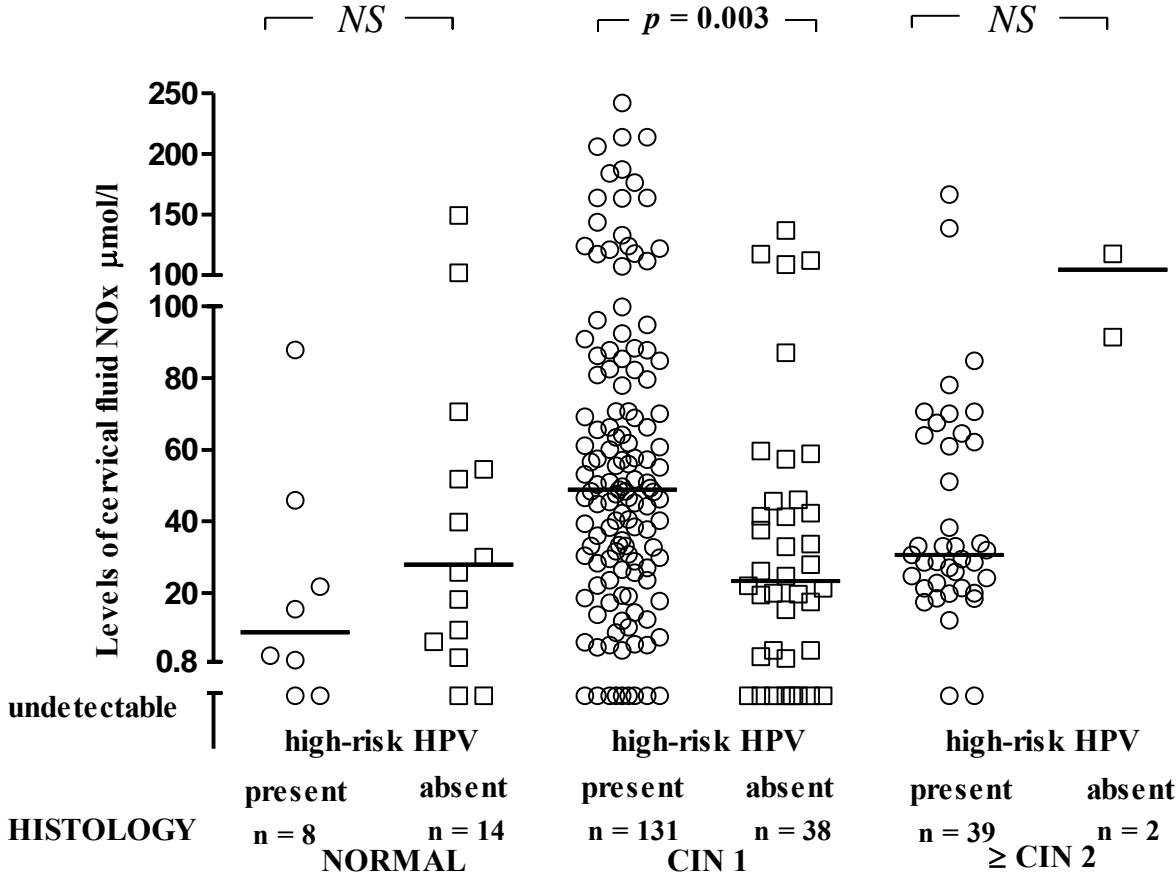 NS p = 0.003 NS
Levels of cervical fluid NOx μmol/l
250
200
150
100
100
80
60
40
20
0.8
undetectable
high-risk HPV high-risk HPV high-risk HPV
present absent present absent present absent
HISTOLOGY n = 8 n = 14 n = 131 n = 38 n = 39 n = 2
NORMAL CIN 1 ≥ CIN 2